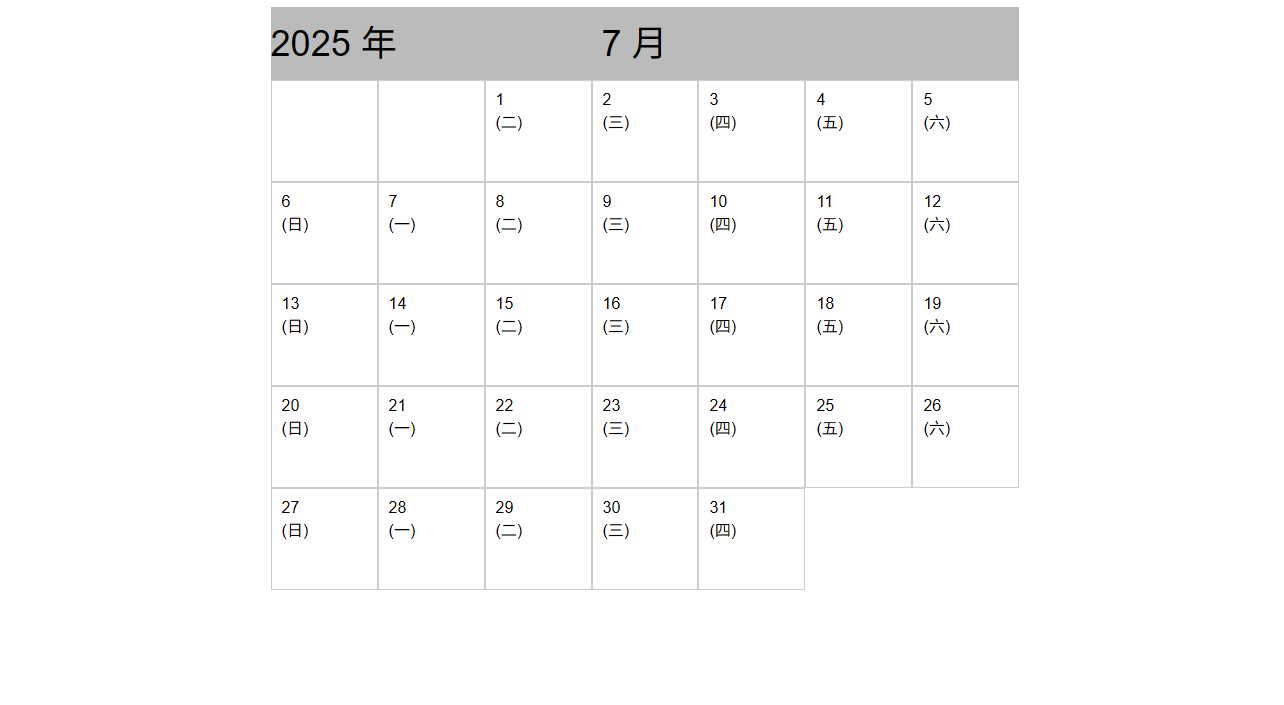 2025 年 7 月
1
(二)
2
(三)
3
(四)
4
(五)
5
(六)
6
(日)
7
(一)
8
(二)
9
(三)
10
(四)
11
(五)
12
(六)
13
(日)
14
(一)
15
(二)
16
(三)
17
(四)
18
(五)
19
(六)
20
(日)
21
(一)
22
(二)
23
(三)
24
(四)
25
(五)
26
(六)
27
(日)
28
(一)
29
(二)
30
(三)
31
(四)